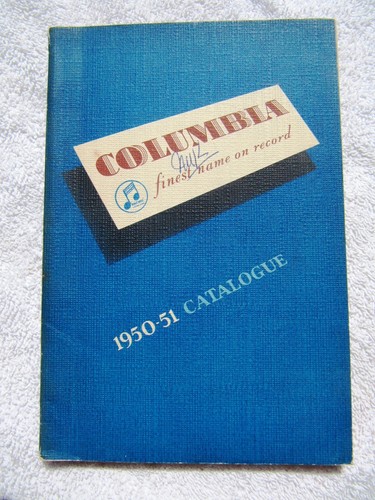 COLUMBIA
finest name on record
1950-51 CATALOGUE